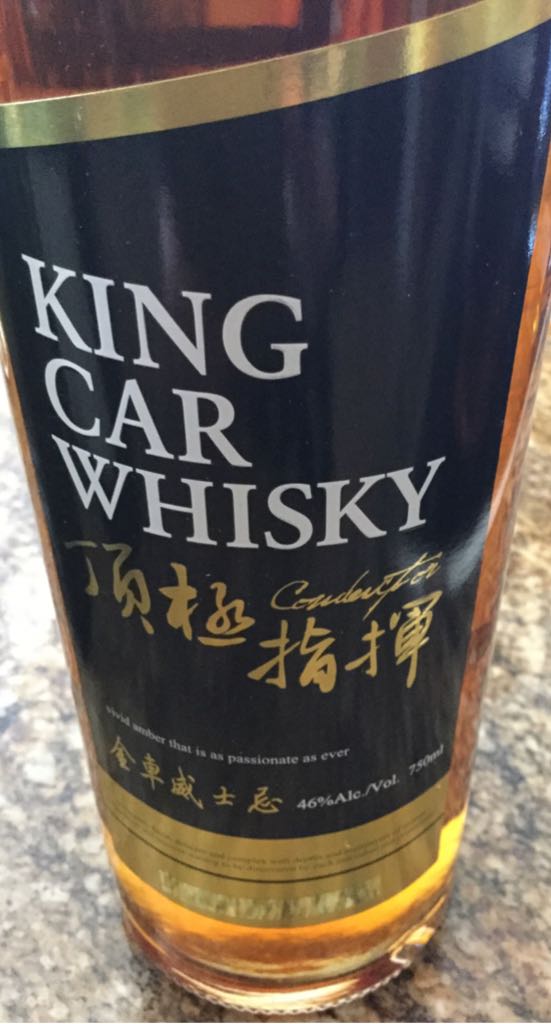 KING
CAR
WHISKY
頂極 Conductor
指揮
vivid amber that is as passionate as ever
金車威士忌 46%Alc./Vol. 750ml